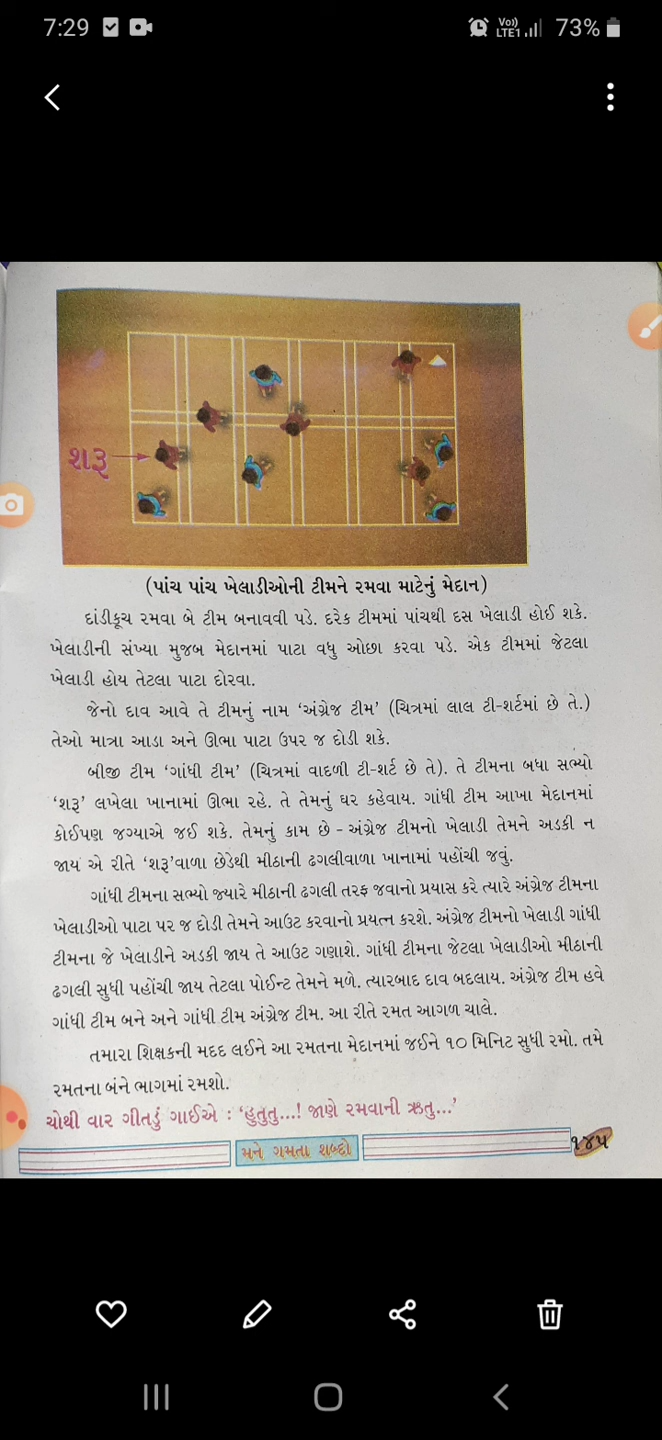 7:29
Vo)) LTE1 73%
શરૂ
(પાંચ પાંચ ખેલાડીઓની ટીમને રમવા માટેનું મેદાન)
દાંડીકૂચ રમવા બે ટીમ બનાવવી પડે. દરેક ટીમમાં પાંચથી દસ ખેલાડી હોઈ શકે.
ખેલાડીની સંખ્યા મુજબ મેદાનમાં પાટા વધુ ઓછા કરવા પડે. એક ટીમમાં જેટલા
ખેલાડી હોય તેટલા પાટા દોરવા.
જેનો દાવ આવે તે ટીમનું નામ ‘અંગ્રેજ ટીમ’ (ચિત્રમાં લાલ ટી-શર્ટમાં છે તે.)
તેઓ માત્રા આડા અને ઊભા પાટા ઉપર જ દોડી શકે.
બીજી ટીમ ‘ગાંધી ટીમ’ (ચિત્રમાં વાદળી ટી-શર્ટ છે તે). તે ટીમના બધા સભ્યો
‘શરૂ’ લખેલા ખાનામાં ઊભા રહે. તે તેમનું ઘર કહેવાય. ગાંધી ટીમ આખા મેદાનમાં
કોઈપણ જગ્યાએ જઈ શકે. તેમનું કામ છે - અંગ્રેજ ટીમનો ખેલાડી તેમને અડકી ન
જાય એ રીતે ‘શરૂ’વાળા છેડેથી મીઠાની ઢગલીવાળા ખાનામાં પહોંચી જવું.
ગાંધી ટીમના સભ્યો જ્યારે મીઠાની ઢગલી તરફ જવાનો પ્રયાસ કરે ત્યારે અંગ્રેજ ટીમના
ખેલાડીઓ પાટા પર જ દોડી તેમને આઉટ કરવાનો પ્રયત્ન કરશે. અંગ્રેજ ટીમનો ખેલાડી ગાંધી
ટીમના જે ખેલાડીને અડકી જાય તે આઉટ ગણાશે. ગાંધી ટીમના જેટલા ખેલાડીઓ મીઠાની
ઢગલી સુધી પહોંચી જાય તેટલા પોઈન્ટ તેમને મળે. ત્યારબાદ દાવ બદલાય. અંગ્રેજ ટીમ હવે
ગાંધી ટીમ બને અને ગાંધી ટીમ અંગ્રેજ ટીમ. આ રીતે રમત આગળ ચાલે.
તમારા શિક્ષકની મદદ લઈને આ રમતના મેદાનમાં જઈને ૧૦ મિનિટ સુધી રમો. તમે
રમતના બંને ભાગમાં રમશો.
ચોથી વાર ગીતડું ગાઈએ : ‘હુતુતુ...! જાણે રમવાની ઋતુ...’
મને ગમતા શબ્દો
૧૪૫